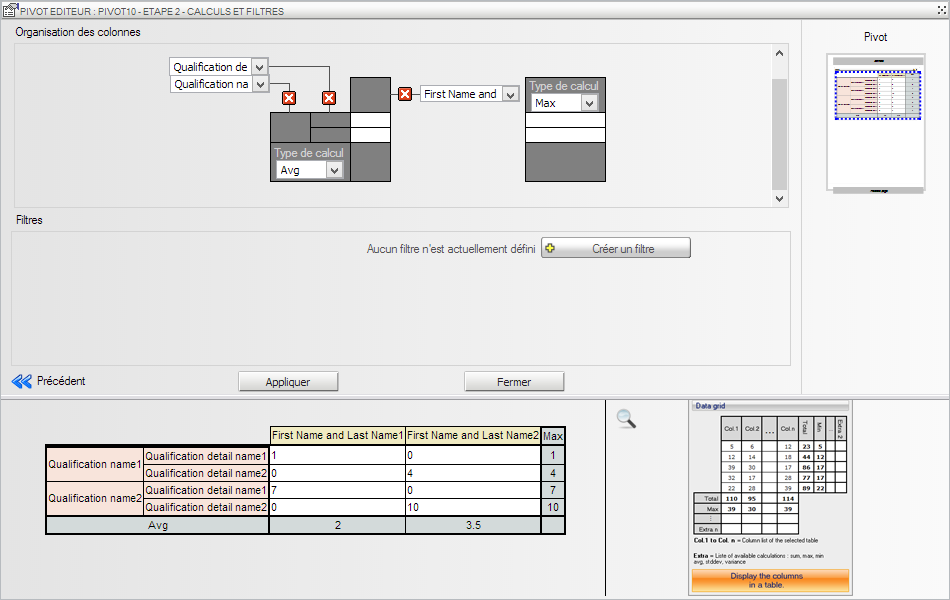 PIVOT EDITEUR : PIVOT10 - ETAPE 2 - CALCULS ET FILTRES
Organisation des colonnes
Pivot
Qualification de
Qualification na
First Name and
Type de calcul
Max
Type de calcul
Avg
Filtres
Aucun filtre n'est actuellement défini
Créer un filtre
Précédent
Appliquer
Fermer
First Name and Last Name1 First Name and Last Name2 Max
Qualification name1 Qualification detail name1 1 0 1
Qualification detail name2 0 4 4
Qualification name2 Qualification detail name1 7 0 7
Qualification detail name2 0 10 10
Avg 2 3.5
Data grid
Col.1 Col.2 ... Col.n Total Min ... Extra 2
5 6 12 23 5
12 14 18 44 12
39 30 17 86 17
32 17 28 77 17
22 28 39 89 22
Total 110 95 114
Max 39 30 39
Extra n
Col.1 to Col. n = Column list of the selected table
Extra = Liste of available calculations : sum, max, min
avg, stddev, variance
Display the columns
in a table.